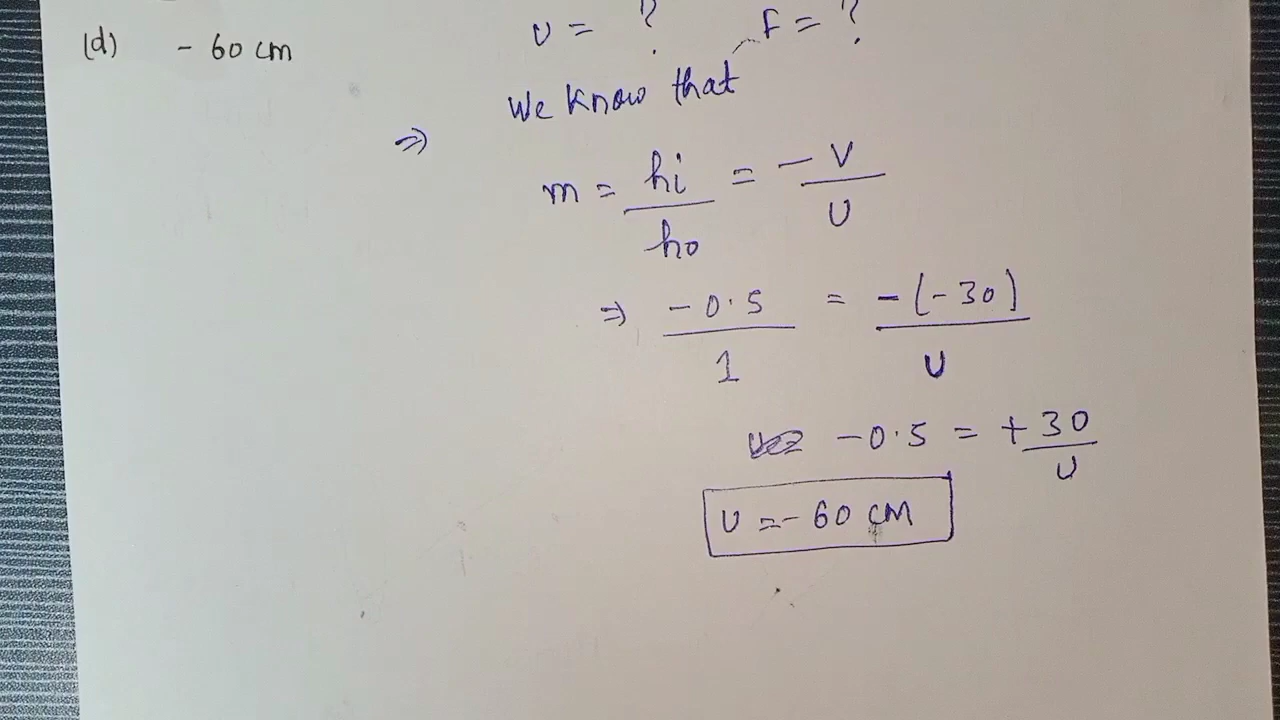 (d) - 60 cm
u = ? F = ?
We know that
⇒
m = hi/ho = - V/U
⇒ -0.5/1 = -(-30)/U
-0.5 = +30/U
U = - 60 cm